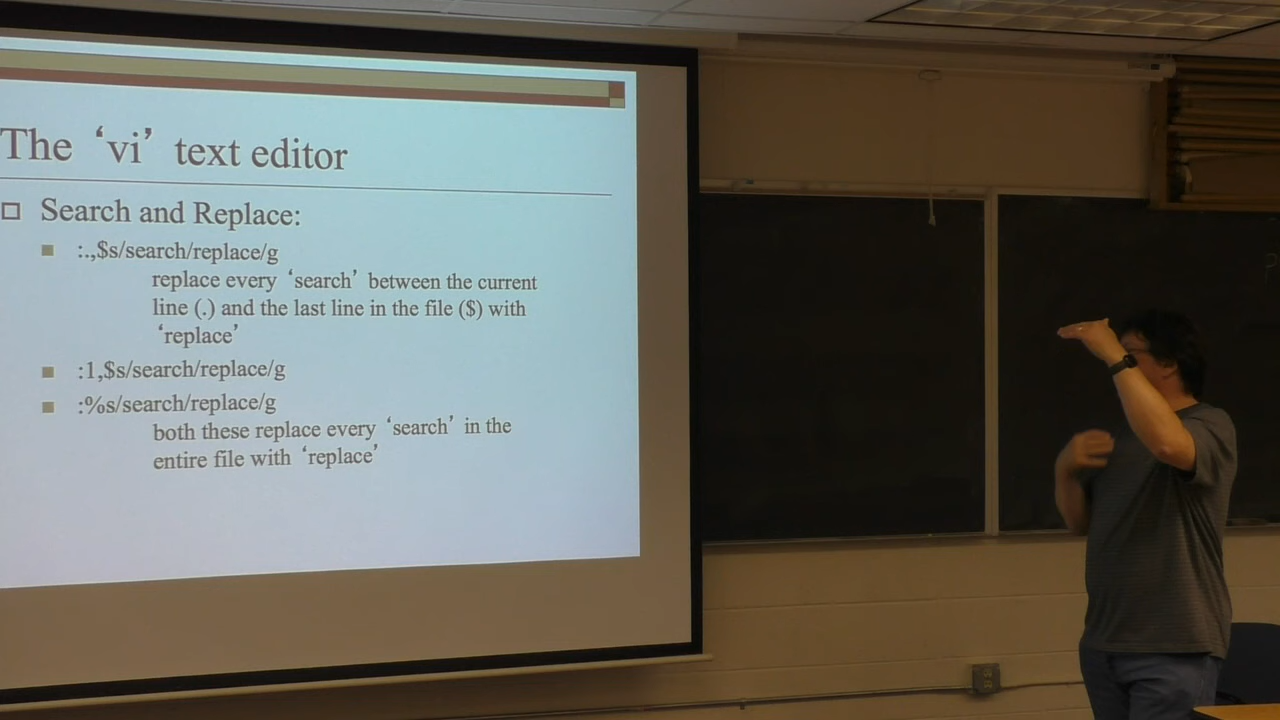 The ‘vi’ text editor
Search and Replace:
:.,$s/search/replace/g
replace every ‘search’ between the current
line (.) and the last line in the file ($) with
‘replace’
:1,$s/search/replace/g
:%s/search/replace/g
both these replace every ‘search’ in the
entire file with ‘replace’